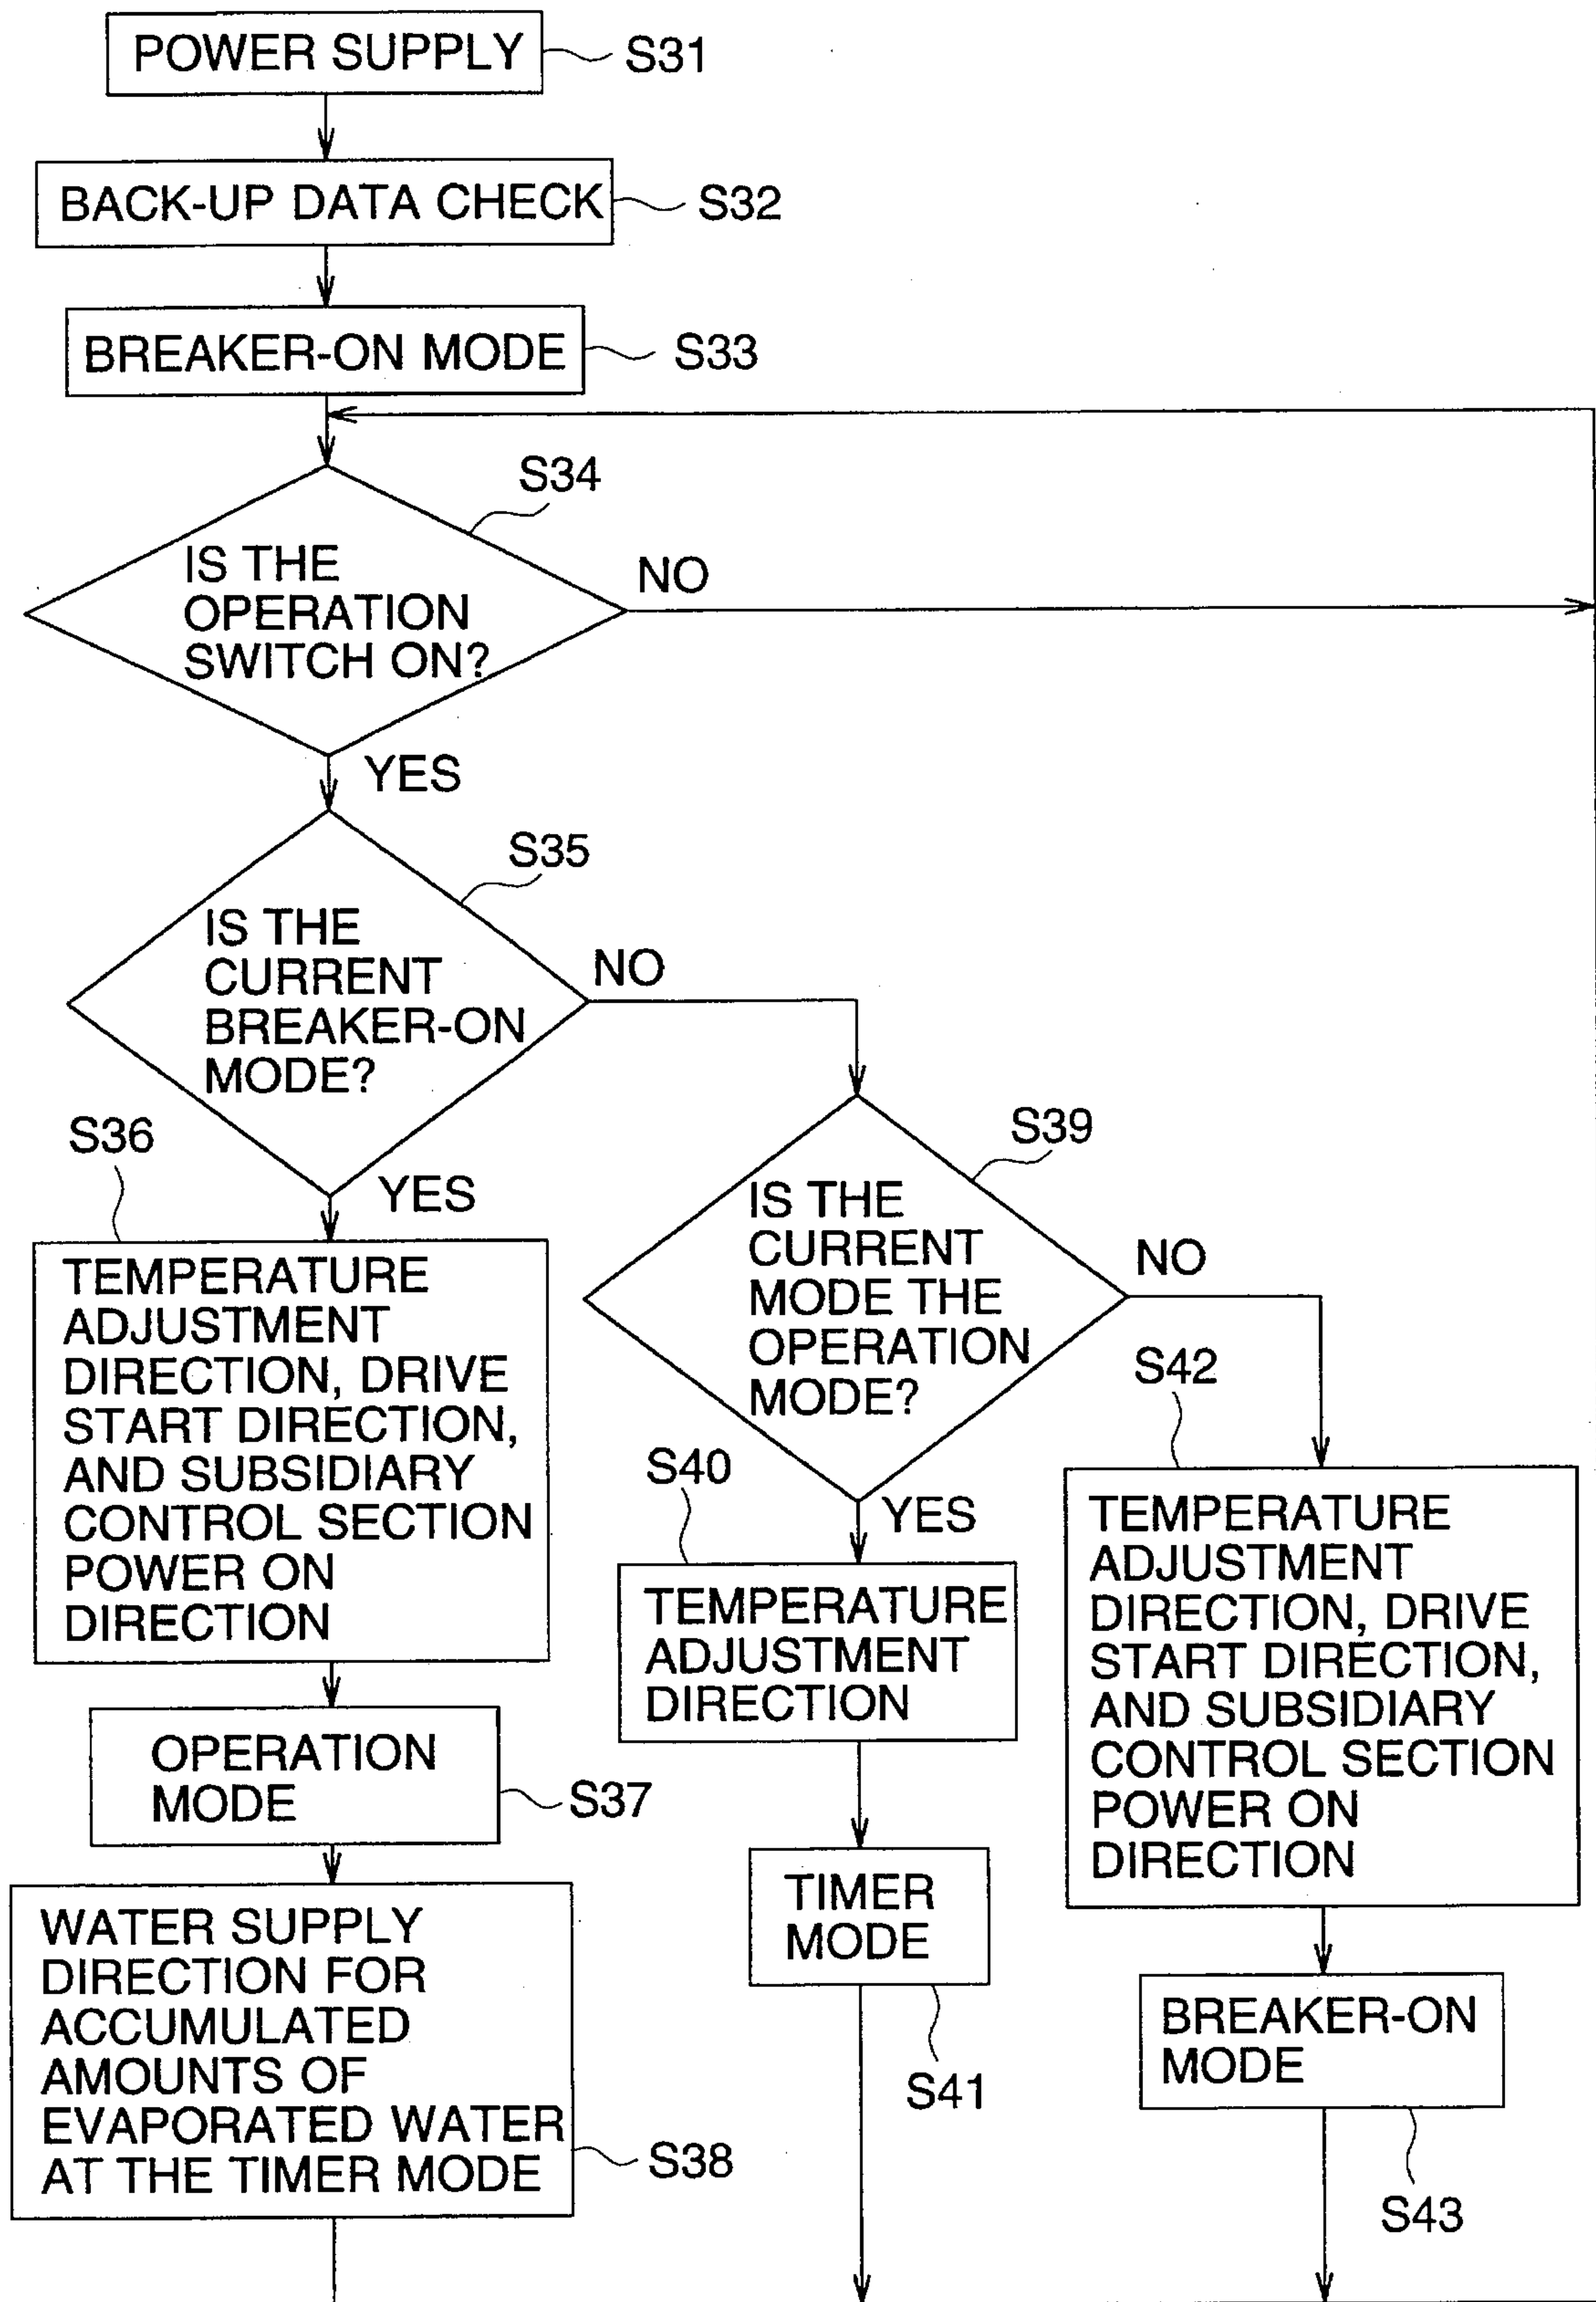 POWER SUPPLY
S31
BACK-UP DATA CHECK
S32
BREAKER-ON MODE
S33
S34
IS THE
OPERATION
SWITCH ON?
NO
YES
S35
IS THE
CURRENT
BREAKER-ON
MODE?
NO
YES
S36
TEMPERATURE
ADJUSTMENT
DIRECTION, DRIVE
START DIRECTION,
AND SUBSIDIARY
CONTROL SECTION
POWER ON
DIRECTION
OPERATION
MODE
S37
WATER SUPPLY
DIRECTION FOR
ACCUMULATED
AMOUNTS OF
EVAPORATED WATER
AT THE TIMER MODE
S38
S39
IS THE
CURRENT
MODE THE
OPERATION
MODE?
NO
YES
S40
TEMPERATURE
ADJUSTMENT
DIRECTION
TIMER
MODE
S41
S42
TEMPERATURE
ADJUSTMENT
DIRECTION, DRIVE
START DIRECTION,
AND SUBSIDIARY
CONTROL SECTION
POWER ON
DIRECTION
BREAKER-ON
MODE
S43